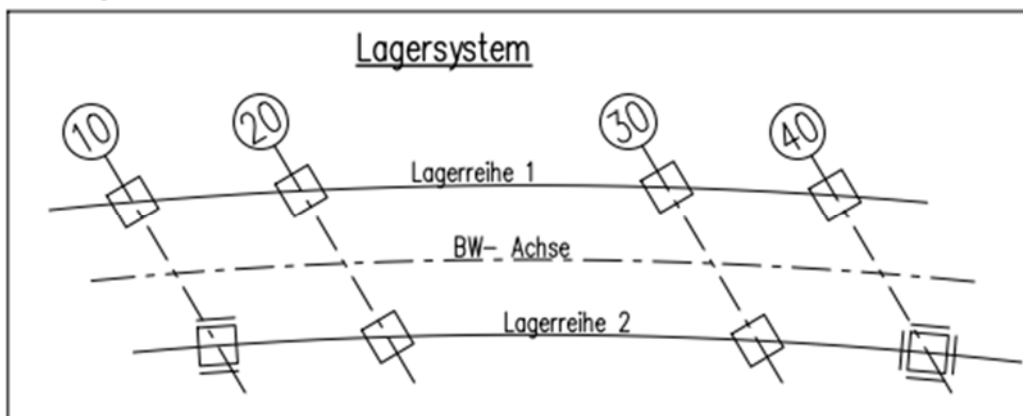 Lagersystem
10
20
30
40
Lagerreihe 1
BW- Achse
Lagerreihe 2